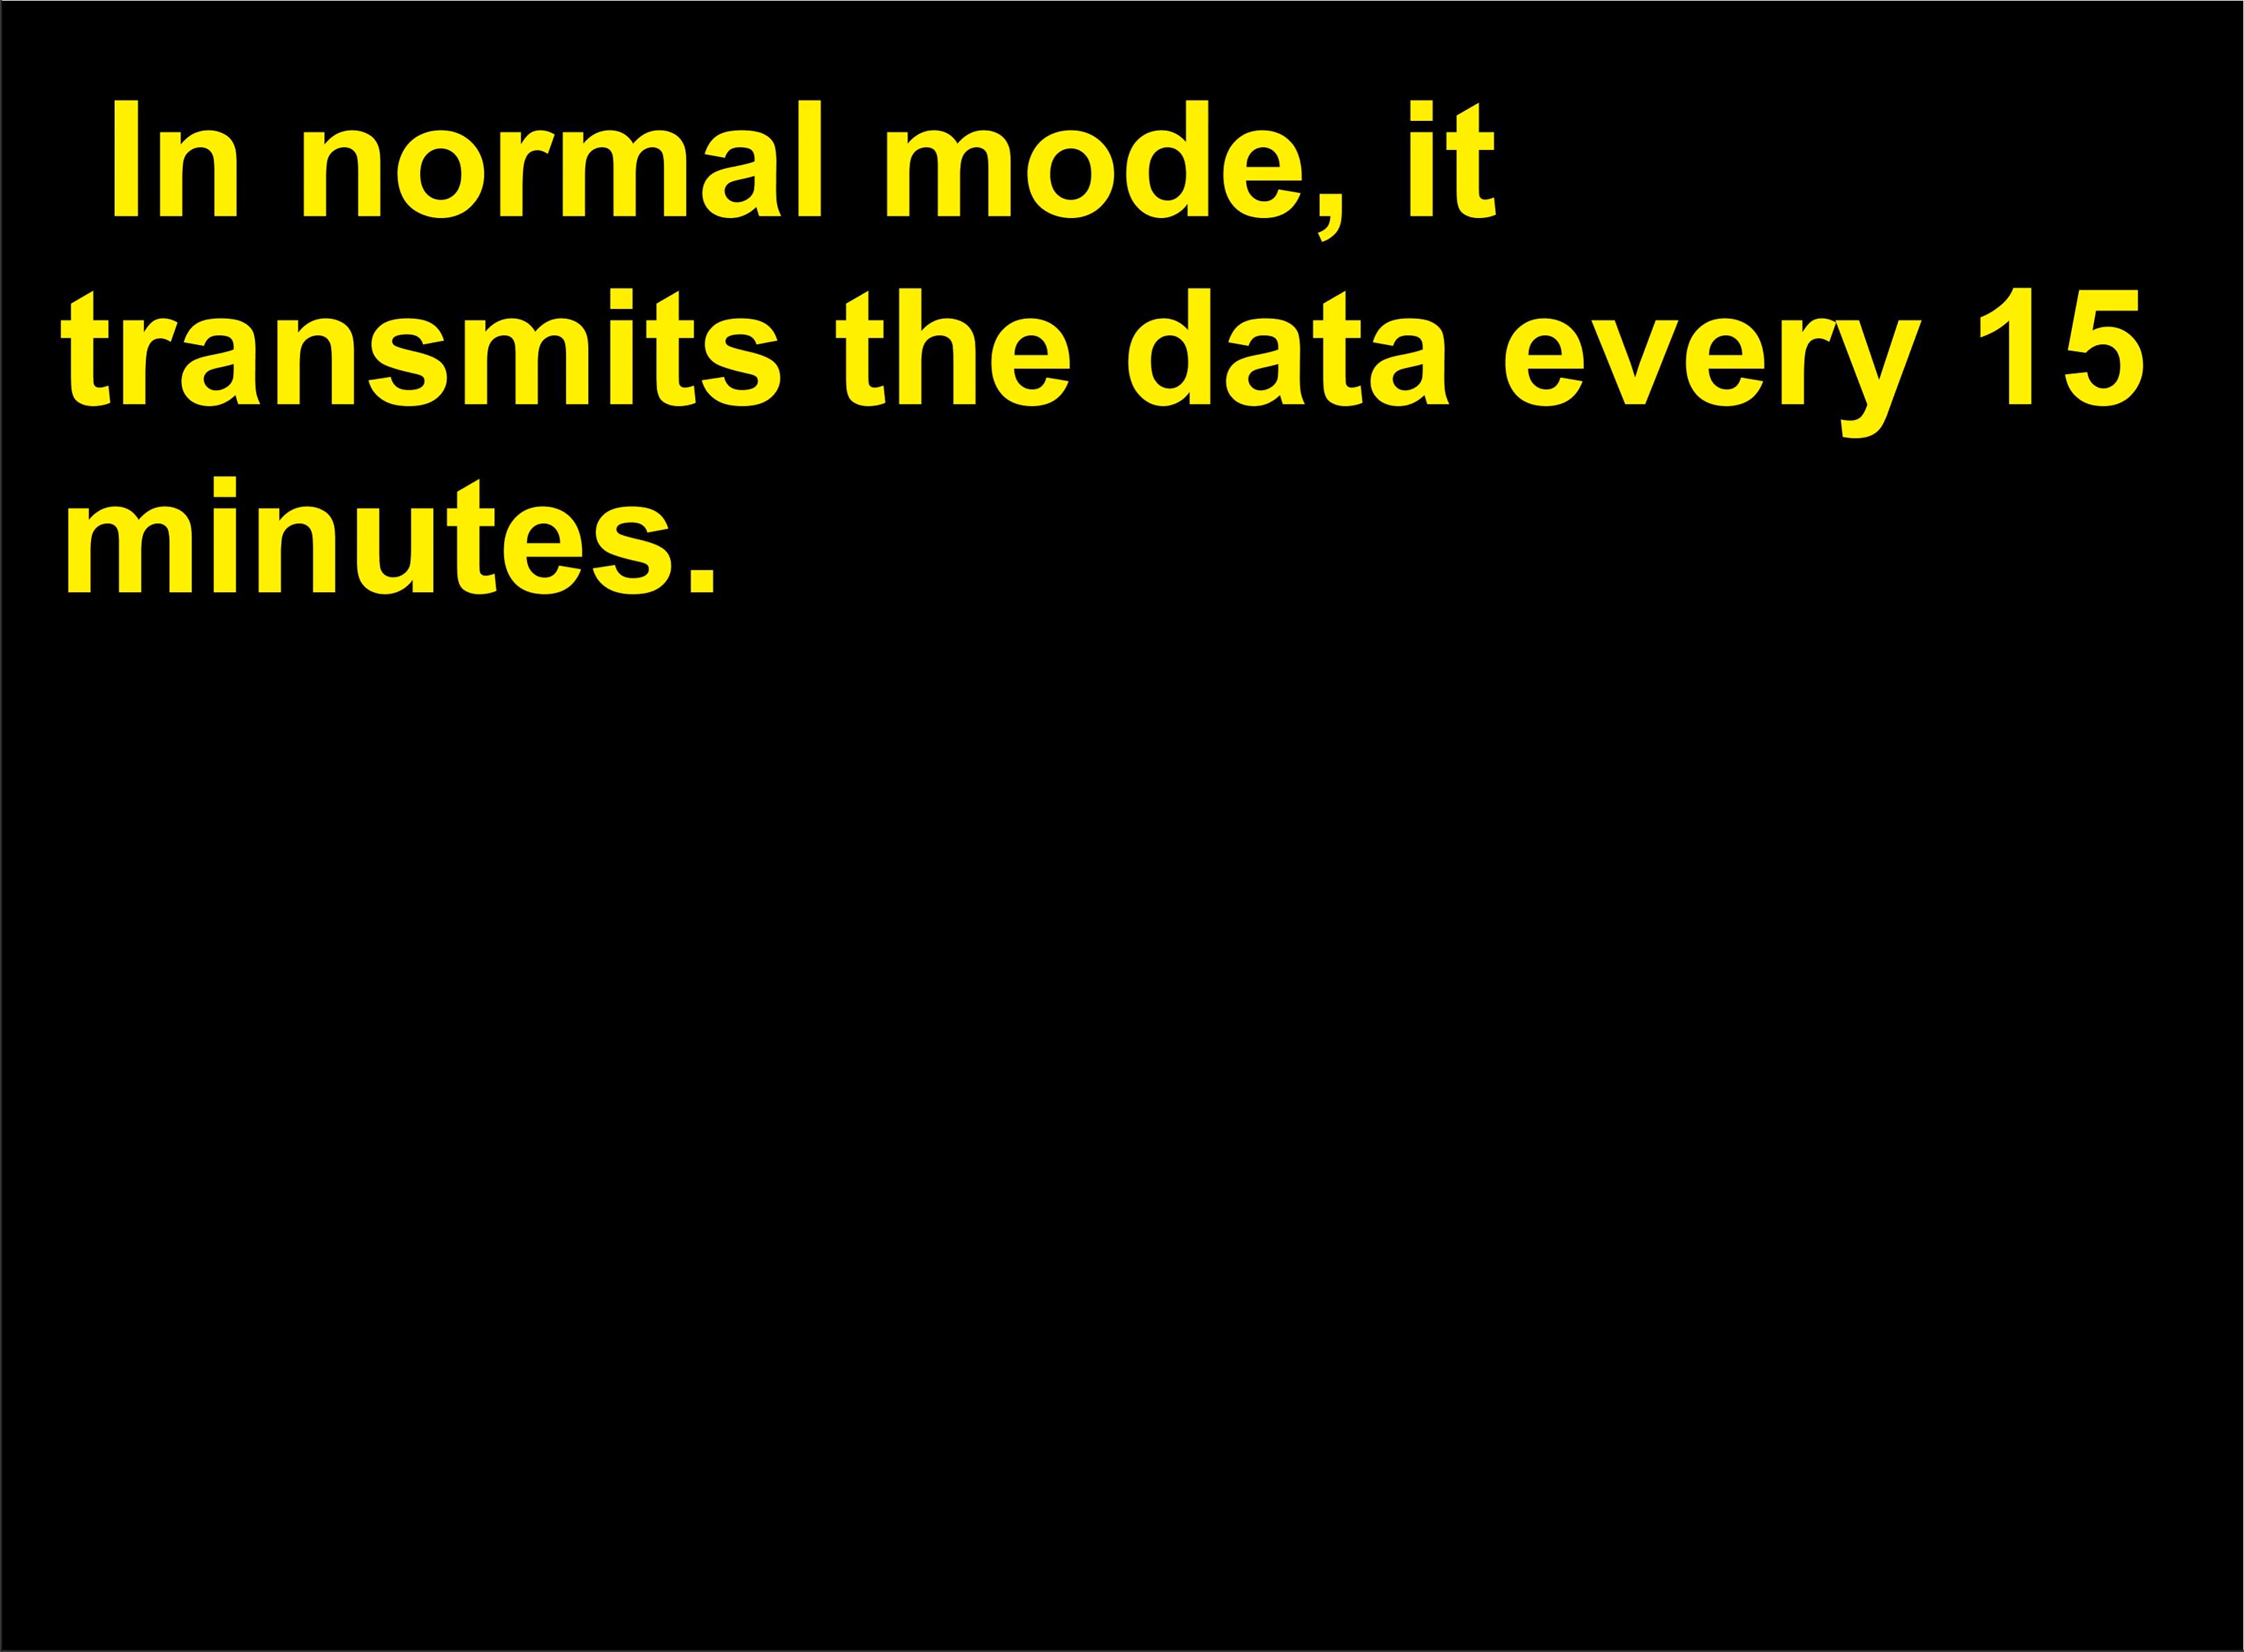 In normal mode, it
transmits the data every 15
minutes.